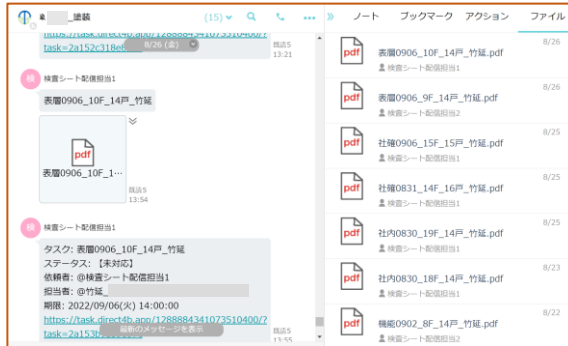 _塗装
(15)
ノート
ブックマーク
アクション
ファイル
https://task.direct4b.app/1288884341073510400/?
task=2a152c318e
8/26 (金)
既読5
13:21
検
検査シート配信担当1
表層0906_10F_14戸_竹延
pdf
表層0906_10F_1…
既読5
13:54
検
検査シート配信担当1
タスク: 表層0906_10F_14戸_竹延
ステータス: 【未対応】
依頼者: @検査シート配信担当1
担当者: @竹延_
期限: 2022/09/06(火) 14:00:00
https://task.direct4b.app/1288884341073510400/?
task=2a153b
最新のメッセージを表示
既読5
13:55
8/26
pdf
表層0906_10F_14戸_竹延.pdf
検査シート配信担当1
8/26
pdf
表層0906_9F_14戸_竹延.pdf
検査シート配信担当2
8/25
pdf
社確0906_15F_15戸_竹延.pdf
検査シート配信担当1
8/25
pdf
社確0831_14F_16戸_竹延.pdf
検査シート配信担当1
8/25
pdf
社内0830_19F_14戸_竹延.pdf
検査シート配信担当1
8/23
pdf
社内0830_18F_14戸_竹延.pdf
検査シート配信担当1
8/22
pdf
機能0902_8F_14戸_竹延.pdf
検査シート配信担当2